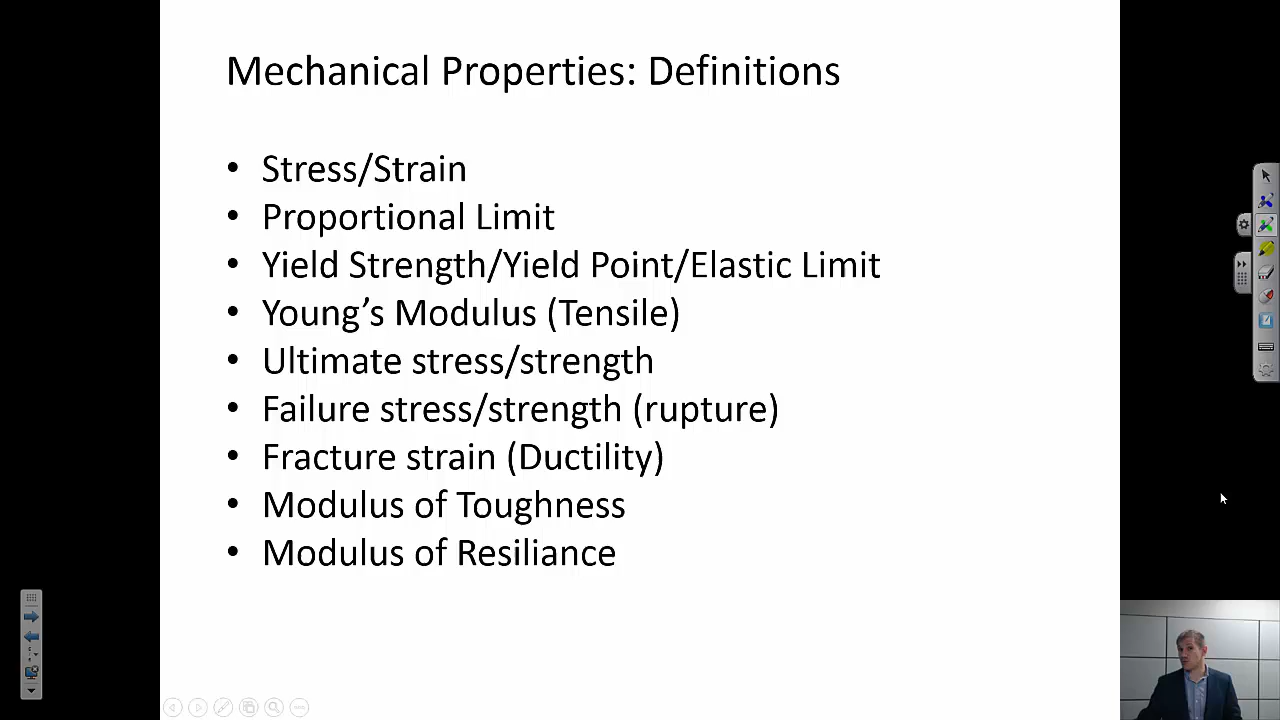 Mechanical Properties: Definitions
• Stress/Strain
• Proportional Limit
• Yield Strength/Yield Point/Elastic Limit
• Young’s Modulus (Tensile)
• Ultimate stress/strength
• Failure stress/strength (rupture)
• Fracture strain (Ductility)
• Modulus of Toughness
• Modulus of Resiliance